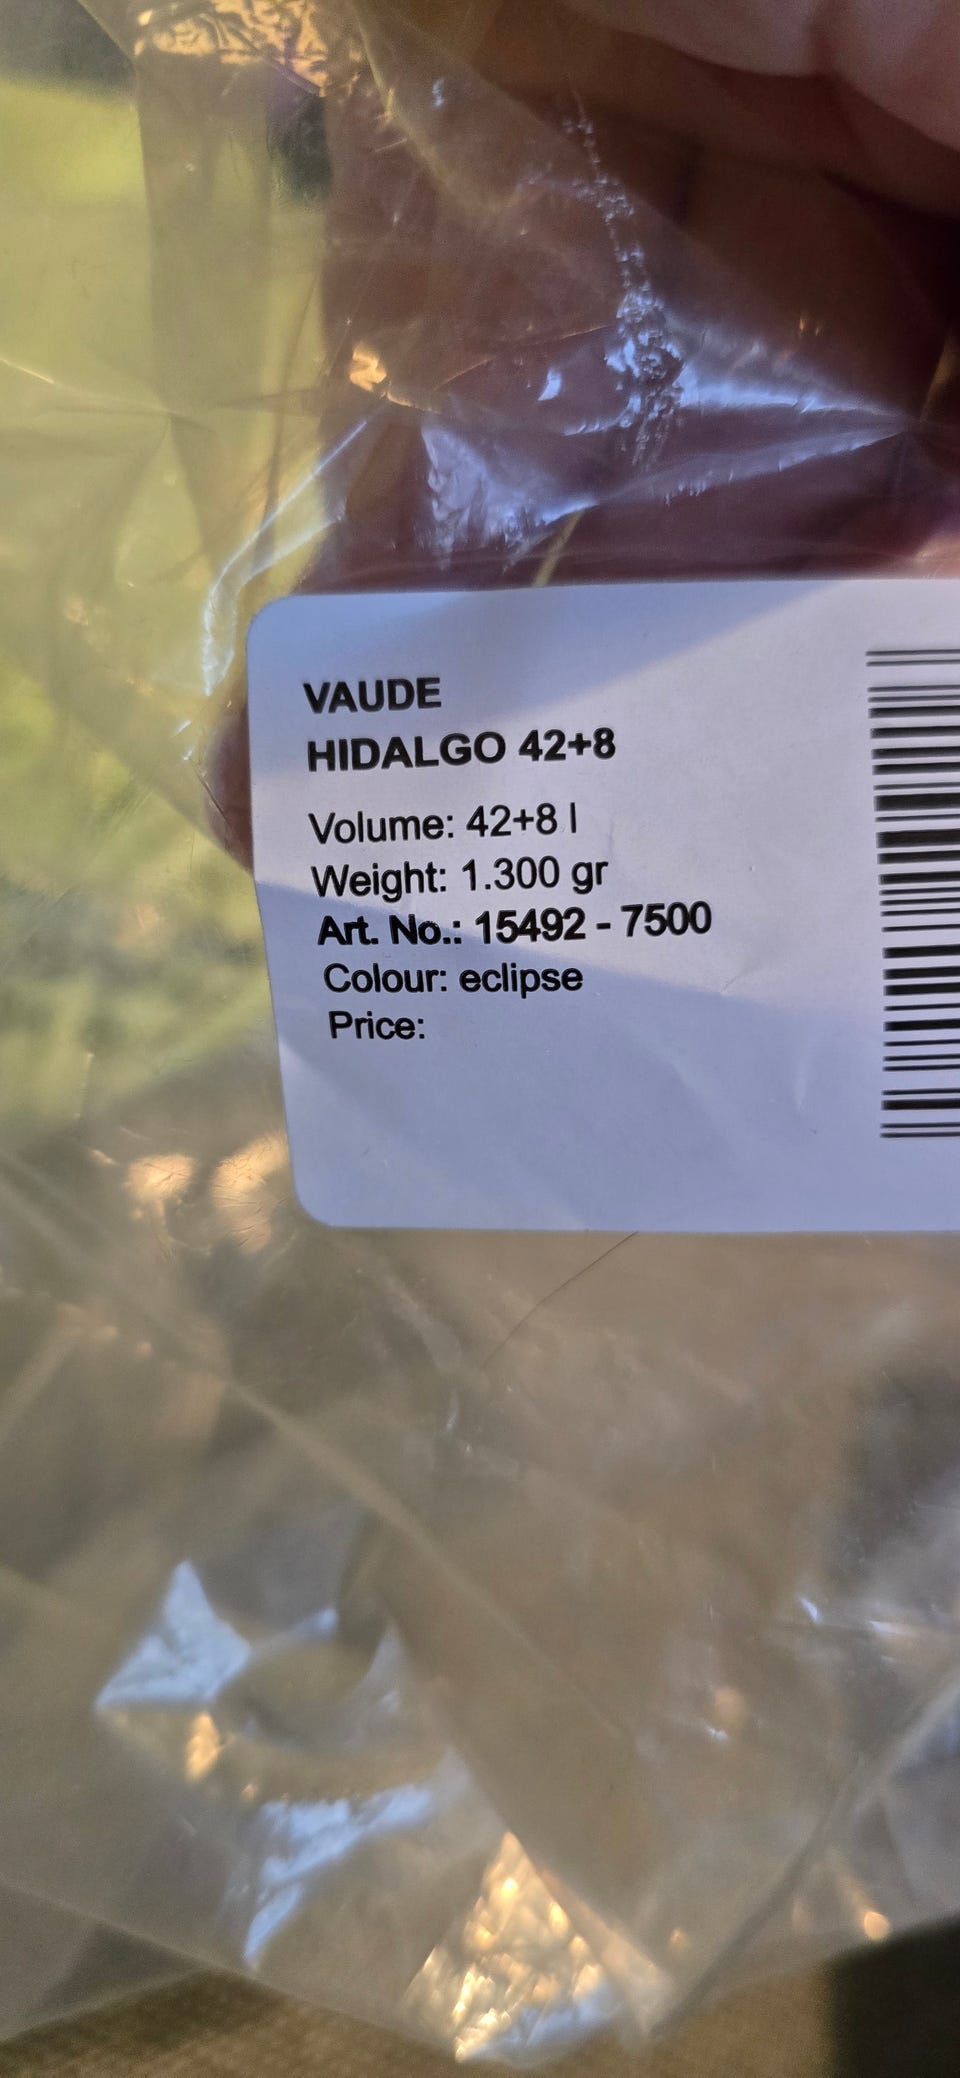 VAUDE
HIDALGO 42+8
Volume: 42+8 l
Weight: 1.300 gr
Art. No.: 15492 - 7500
Colour: eclipse
Price: